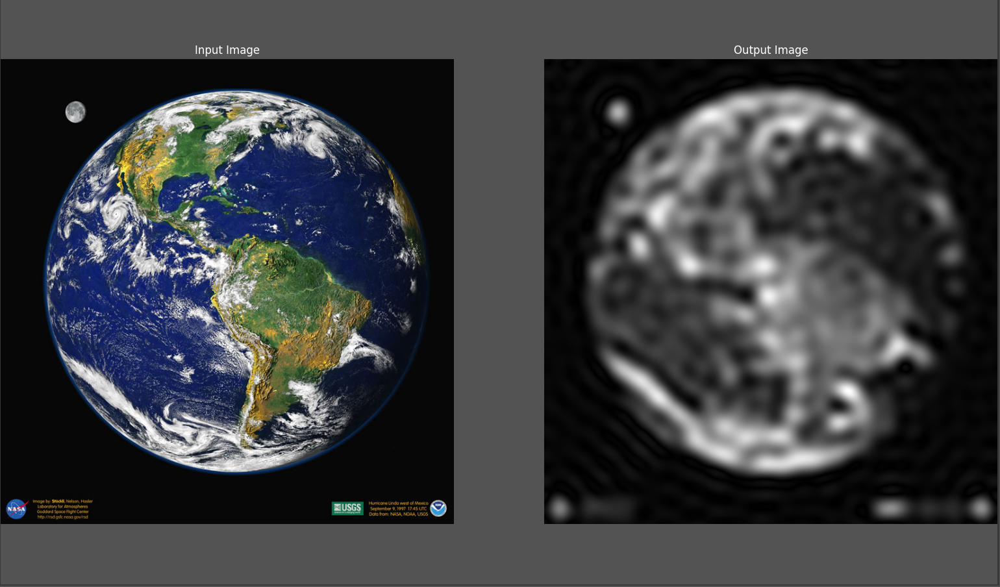 Input Image
Output Image
NASA
Image by: Stöckli, Nelson, Hasler
Laboratory for Atmospheres
Goddard Space Flight Center
http://rsd.gsfc.nasa.gov/rsd
USGS
Hurricane Linda west of Mexico
September 9, 1997 17:45 UTC
Data from: NASA, NOAA, USGS